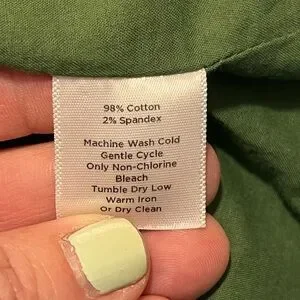 98% Cotton
2% Spandex
Machine Wash Cold
Gentle Cycle
Only Non-Chlorine
Bleach
Tumble Dry Low
Warm Iron
Or Dry Clean